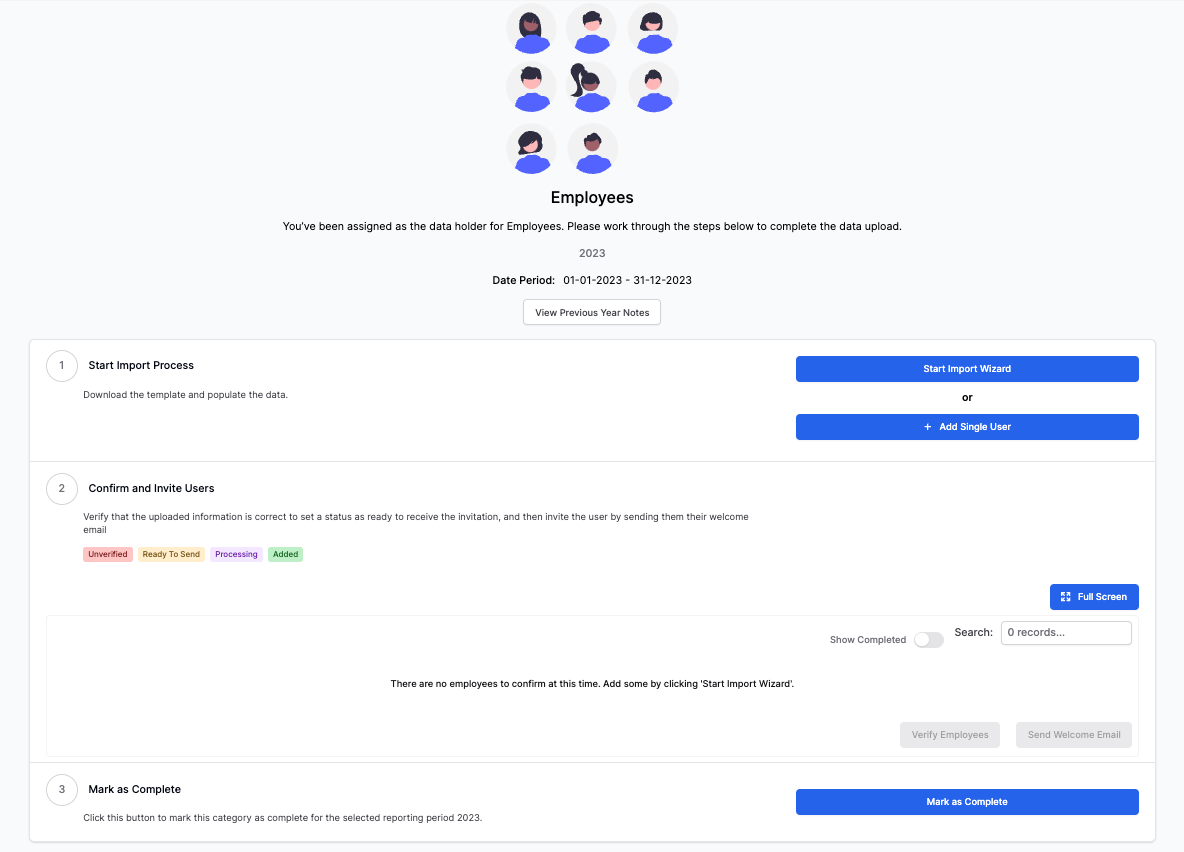 Employees
You've been assigned as the data holder for Employees. Please work through the steps below to complete the data upload.
2023
Date Period: 01-01-2023 - 31-12-2023
View Previous Year Notes
1
Start Import Process
Download the template and populate the data.
Start Import Wizard
or
+ Add Single User
2
Confirm and Invite Users
Verify that the uploaded information is correct to set a status as ready to receive the invitation, and then invite the user by sending them their welcome
email
Unverified Ready To Send Processing Added
Full Screen
Show Completed Search: 0 records...
There are no employees to confirm at this time. Add some by clicking 'Start Import Wizard'.
Verify Employees Send Welcome Email
3
Mark as Complete
Click this button to mark this category as complete for the selected reporting period 2023.
Mark as Complete